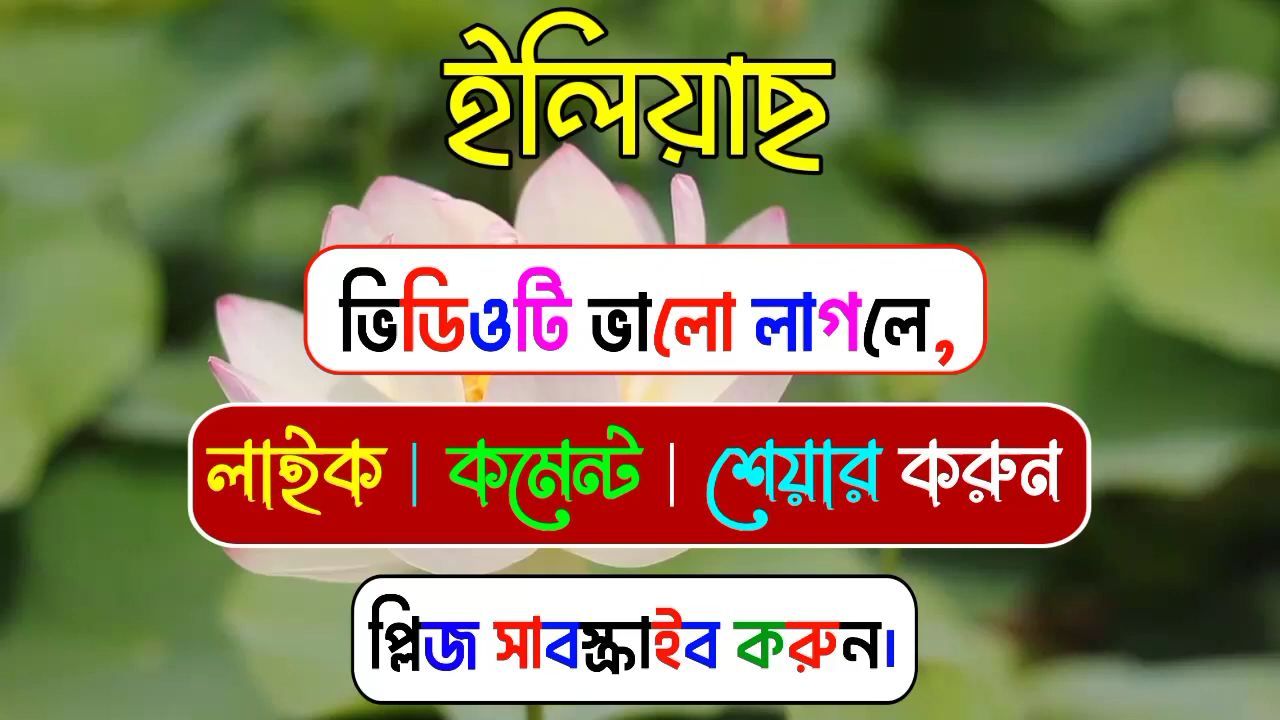 ইলিয়াছ
ভিডিওটি ভালো লাগলে,
লাইক | কমেন্ট | শেয়ার করুন
প্লিজ সাবস্ক্রাইব করুন।